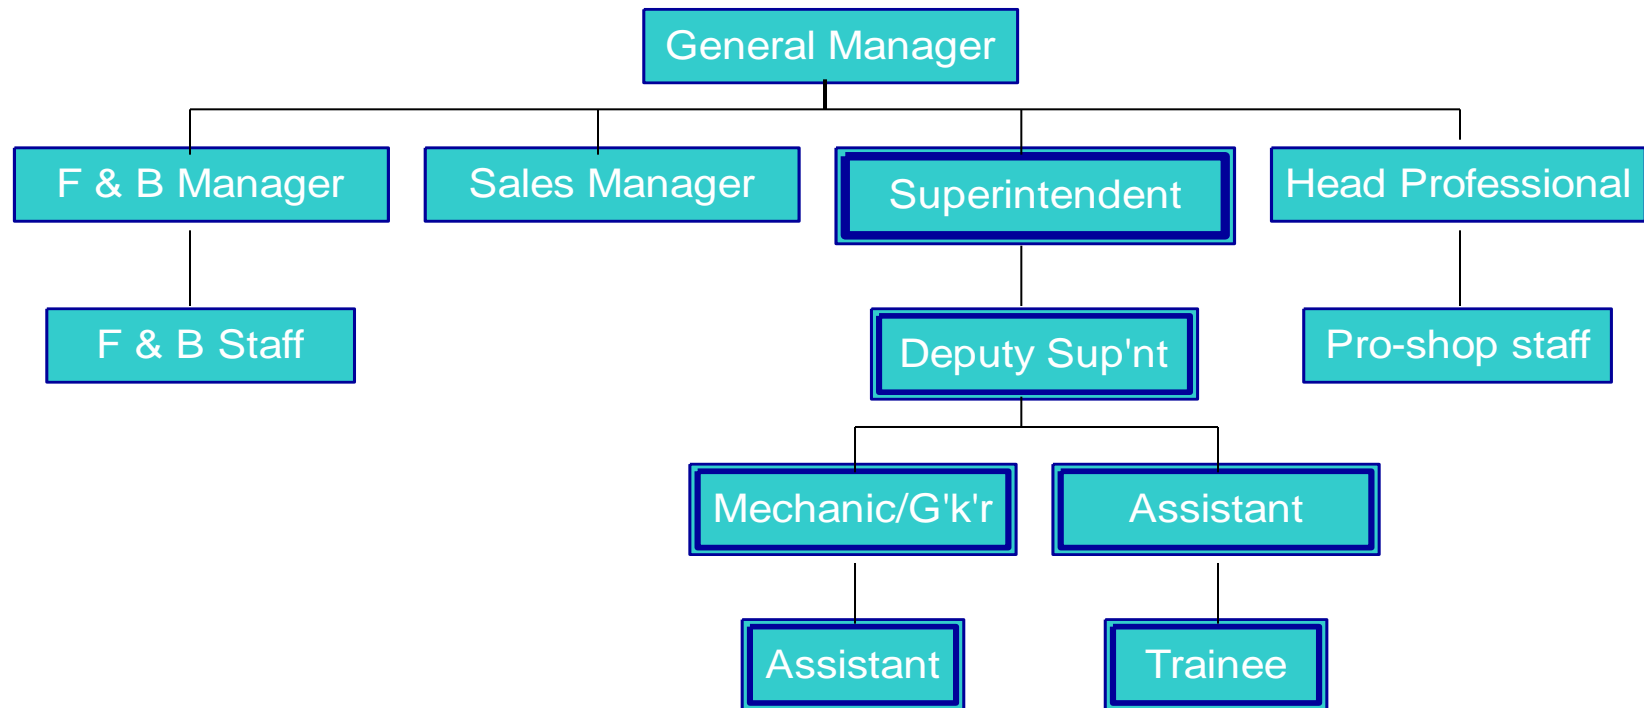 General Manager
F & B Manager
Sales Manager
Superintendent
Head Professional
F & B Staff
Deputy Sup'nt
Pro-shop staff
Mechanic/G'k'r
Assistant
Assistant
Trainee